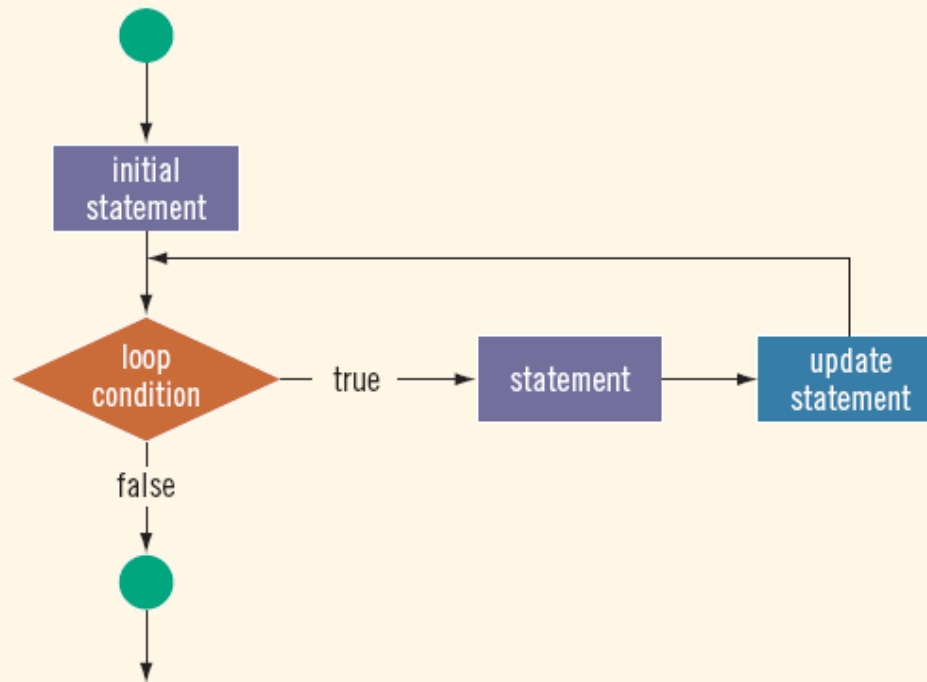 initial
statement
loop
condition
true
statement
update
statement
false